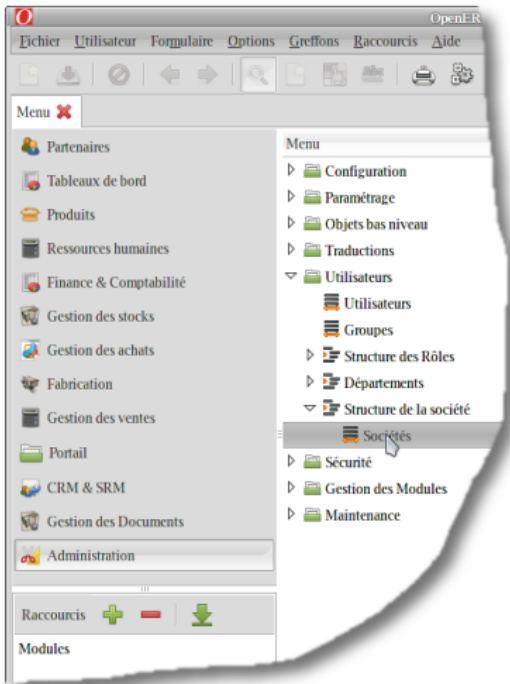 OpenER
Fichier Utilisateur Formulaire Options Greffons Raccourcis Aide
Menu
Partenaires
Tableaux de bord
Produits
Ressources humaines
Finance & Comptabilité
Gestion des stocks
Gestion des achats
Fabrication
Gestion des ventes
Portail
CRM & SRM
Gestion des Documents
Administration
Raccourcis
Modules
Menu
Configuration
Paramétrage
Objets bas niveau
Traductions
Utilisateurs
Utilisateurs
Groupes
Structure des Rôles
Départements
Structure de la société
Sociétés
Sécurité
Gestion des Modules
Maintenance